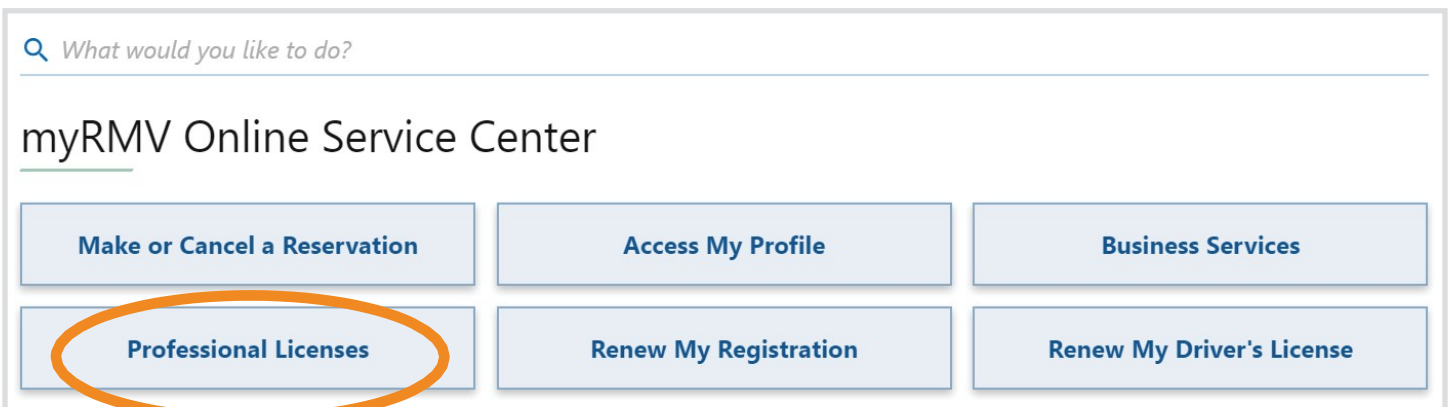 What would you like to do?
myRMV Online Service Center
Make or Cancel a Reservation
Access My Profile
Business Services
Professional Licenses
Renew My Registration
Renew My Driver's License